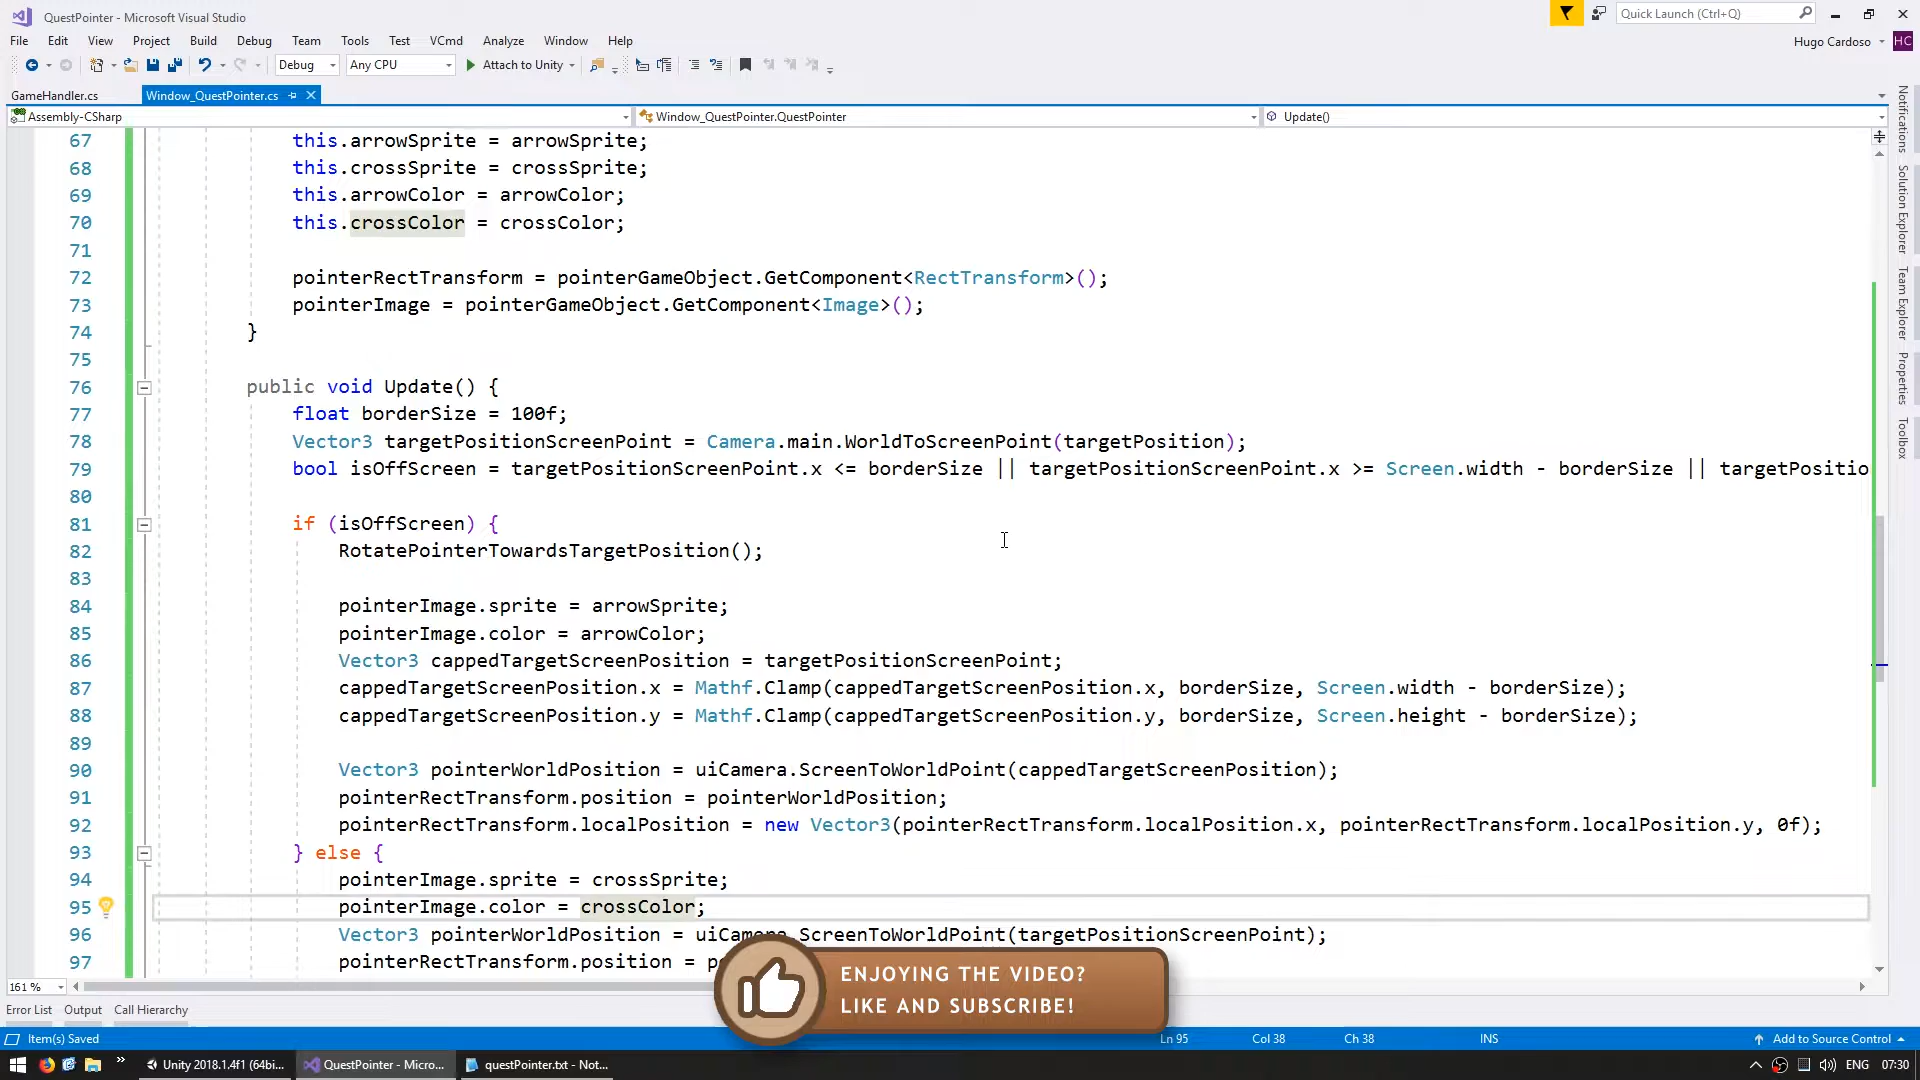 QuestPointer - Microsoft Visual Studio
Quick Launch (Ctrl+Q)
File Edit View Project Build Debug Team Tools Test VCmd Analyze Window Help
Hugo Cardoso HC
Debug Any CPU Attach to Unity
GameHandler.cs Window_QuestPointer.cs
Assembly-CSharp Window_QuestPointer.QuestPointer Update()
67 this.arrowSprite = arrowSprite;
68 this.crossSprite = crossSprite;
69 this.arrowColor = arrowColor;
70 this.crossColor = crossColor;
71
72 pointerRectTransform = pointerGameObject.GetComponent<RectTransform>();
73 pointerImage = pointerGameObject.GetComponent<Image>();
74 }
75
76 public void Update() {
77 float borderSize = 100f;
78 Vector3 targetPositionScreenPoint = Camera.main.WorldToScreenPoint(targetPosition);
79 bool isOffScreen = targetPositionScreenPoint.x <= borderSize || targetPositionScreenPoint.x >= Screen.width - borderSize || targetPositio
80
81 if (isOffScreen) {
82 RotatePointerTowardsTargetPosition();
83
84 pointerImage.sprite = arrowSprite;
85 pointerImage.color = arrowColor;
86 Vector3 cappedTargetScreenPosition = targetPositionScreenPoint;
87 cappedTargetScreenPosition.x = Mathf.Clamp(cappedTargetScreenPosition.x, borderSize, Screen.width - borderSize);
88 cappedTargetScreenPosition.y = Mathf.Clamp(cappedTargetScreenPosition.y, borderSize, Screen.height - borderSize);
89
90 Vector3 pointerWorldPosition = uiCamera.ScreenToWorldPoint(cappedTargetScreenPosition);
91 pointerRectTransform.position = pointerWorldPosition;
92 pointerRectTransform.localPosition = new Vector3(pointerRectTransform.localPosition.x, pointerRectTransform.localPosition.y, 0f);
93 } else {
94 pointerImage.sprite = crossSprite;
95 pointerImage.color = crossColor;
96 Vector3 pointerWorldPosition = uiCamera.ScreenToWorldPoint(targetPositionScreenPoint);
97 pointerRectTransform.position =
ENJOYING THE VIDEO?
LIKE AND SUBSCRIBE!
161 %
Error List Output Call Hierarchy
Item(s) Saved Ln 95 Col 38 Ch 38 INS Add to Source Control
Unity 2018.1.4f1 (64bi... QuestPointer - Micro... questPointer.txt - Not... ENG 07:30
Notifications
Solution Explorer
Team Explorer
Properties
Toolbox